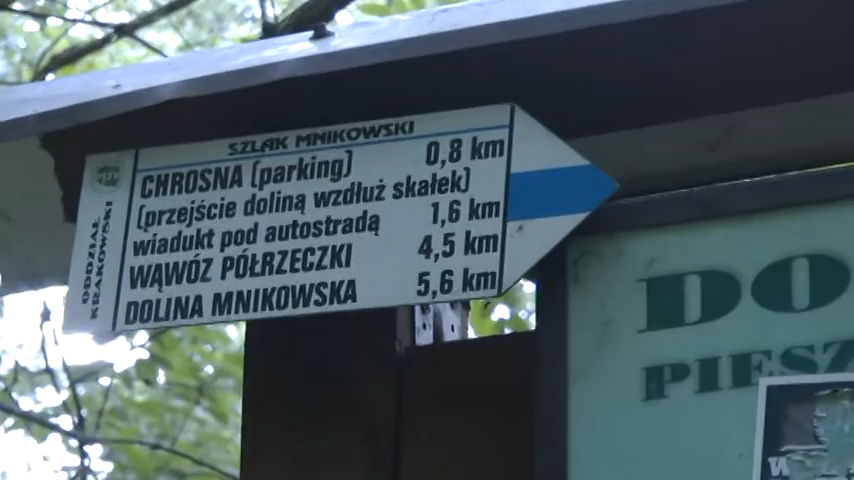 SZLAK MNIKOWSKI
CHROSNA (parking) 0,8 km
(przejście doliną wzdłuż skałek)
wiadukt pod autostradą 1,6 km
WĄWÓZ PÓŁRZECZKI 4,5 km
DOLINA MNIKOWSKA 5,6 km
ODDZIAŁ
KRAKOWSKI
DO
PIESZ
w